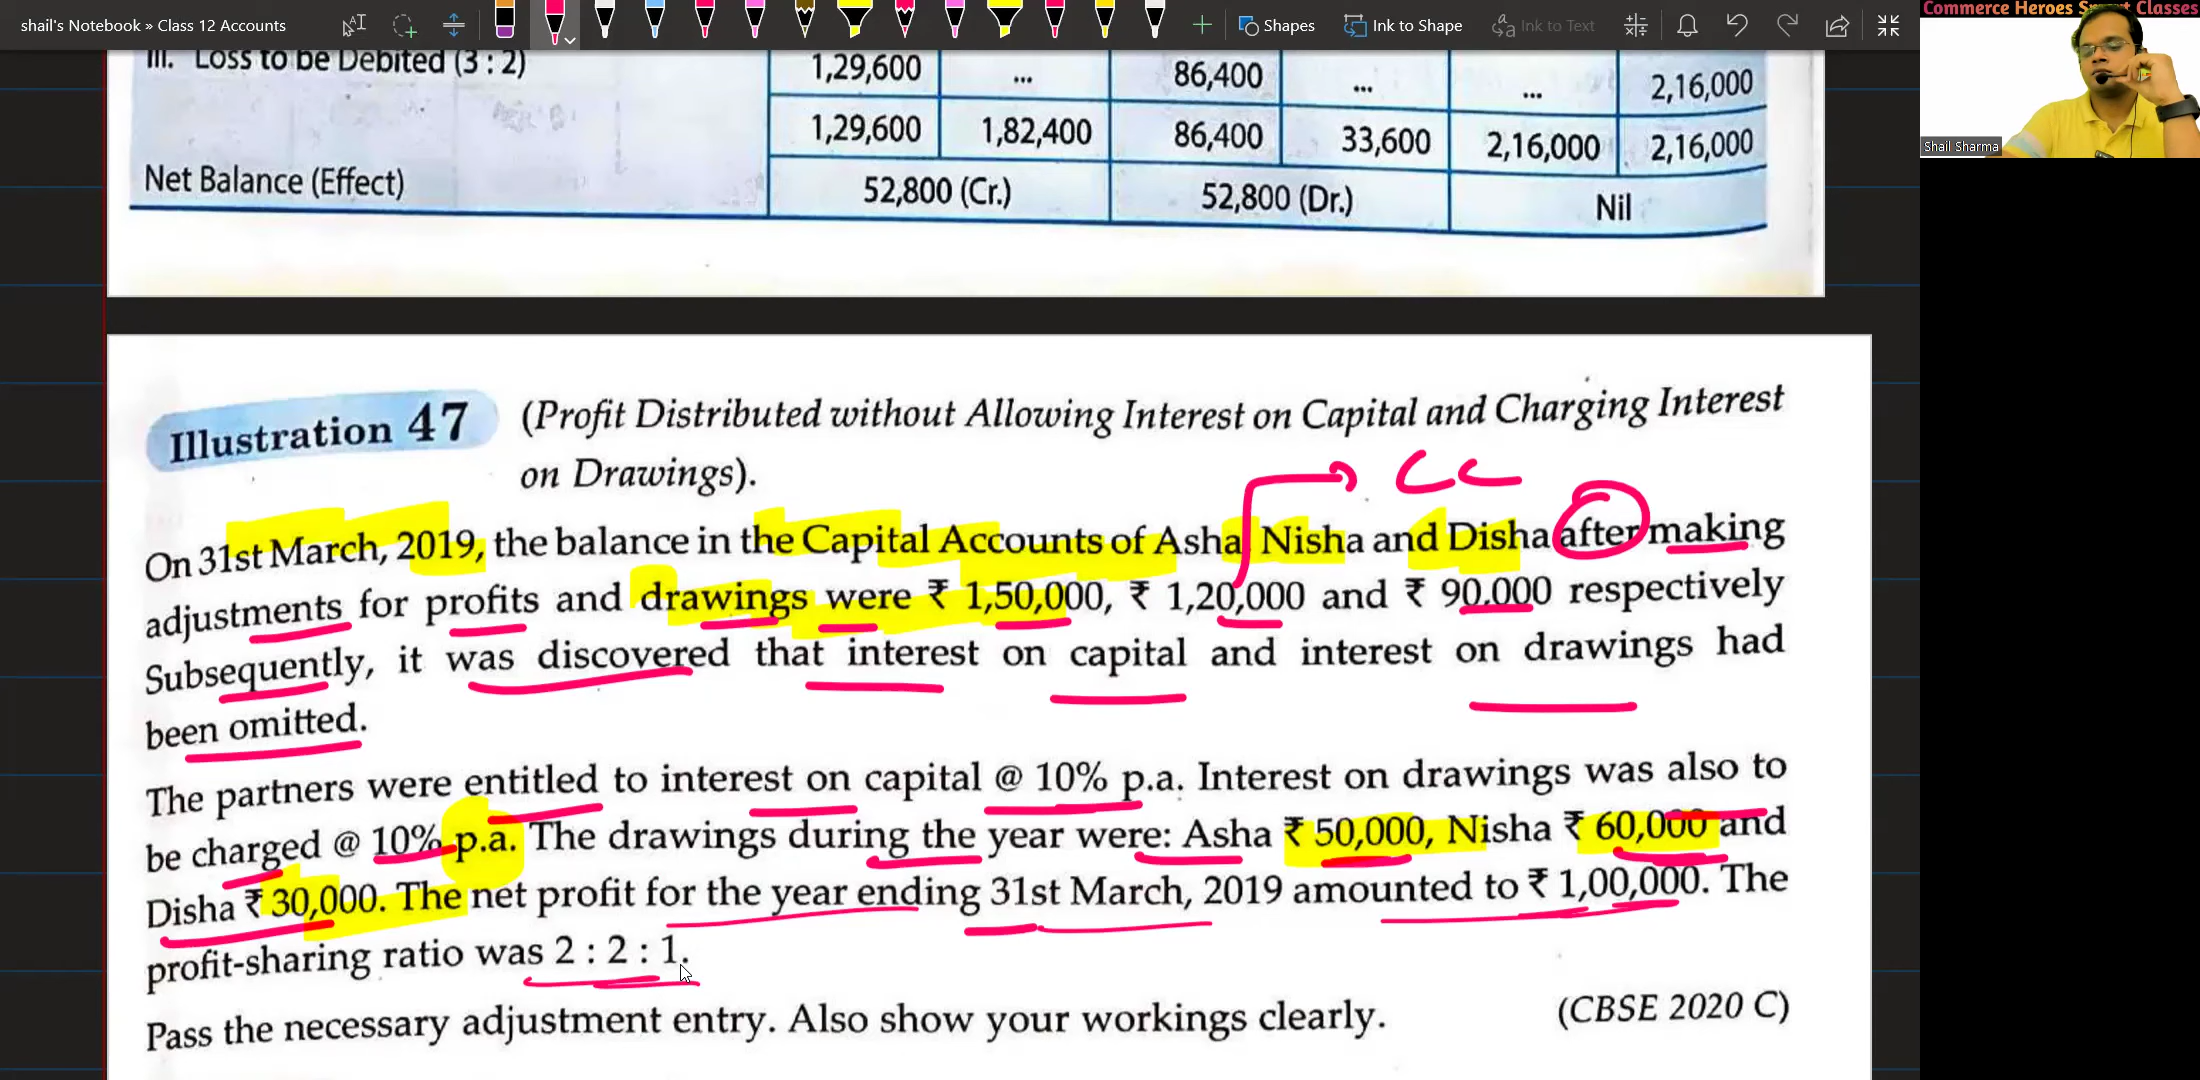 shail's Notebook » Class 12 Accounts
Shapes
Ink to Shape
Ink to Text
Commerce Heroes Smart Classes
Shail Sharma
III. Loss to be Debited (3 : 2) 1,29,600 ... 86,400 ... ... 2,16,000
1,29,600 1,82,400 86,400 33,600 2,16,000 2,16,000
Net Balance (Effect) 52,800 (Cr.) 52,800 (Dr.) Nil
Illustration 47 (Profit Distributed without Allowing Interest on Capital and Charging Interest
on Drawings).
CC
On 31st March, 2019, the balance in the Capital Accounts of Asha, Nisha and Disha after making
adjustments for profits and drawings were ₹ 1,50,000, ₹ 1,20,000 and ₹ 90,000 respectively
Subsequently, it was discovered that interest on capital and interest on drawings had
been omitted.
The partners were entitled to interest on capital @ 10% p.a. Interest on drawings was also to
be charged @ 10% p.a. The drawings during the year were: Asha ₹ 50,000, Nisha ₹ 60,000 and
Disha ₹ 30,000. The net profit for the year ending 31st March, 2019 amounted to ₹ 1,00,000. The
profit-sharing ratio was 2 : 2 : 1.
Pass the necessary adjustment entry. Also show your workings clearly. (CBSE 2020 C)